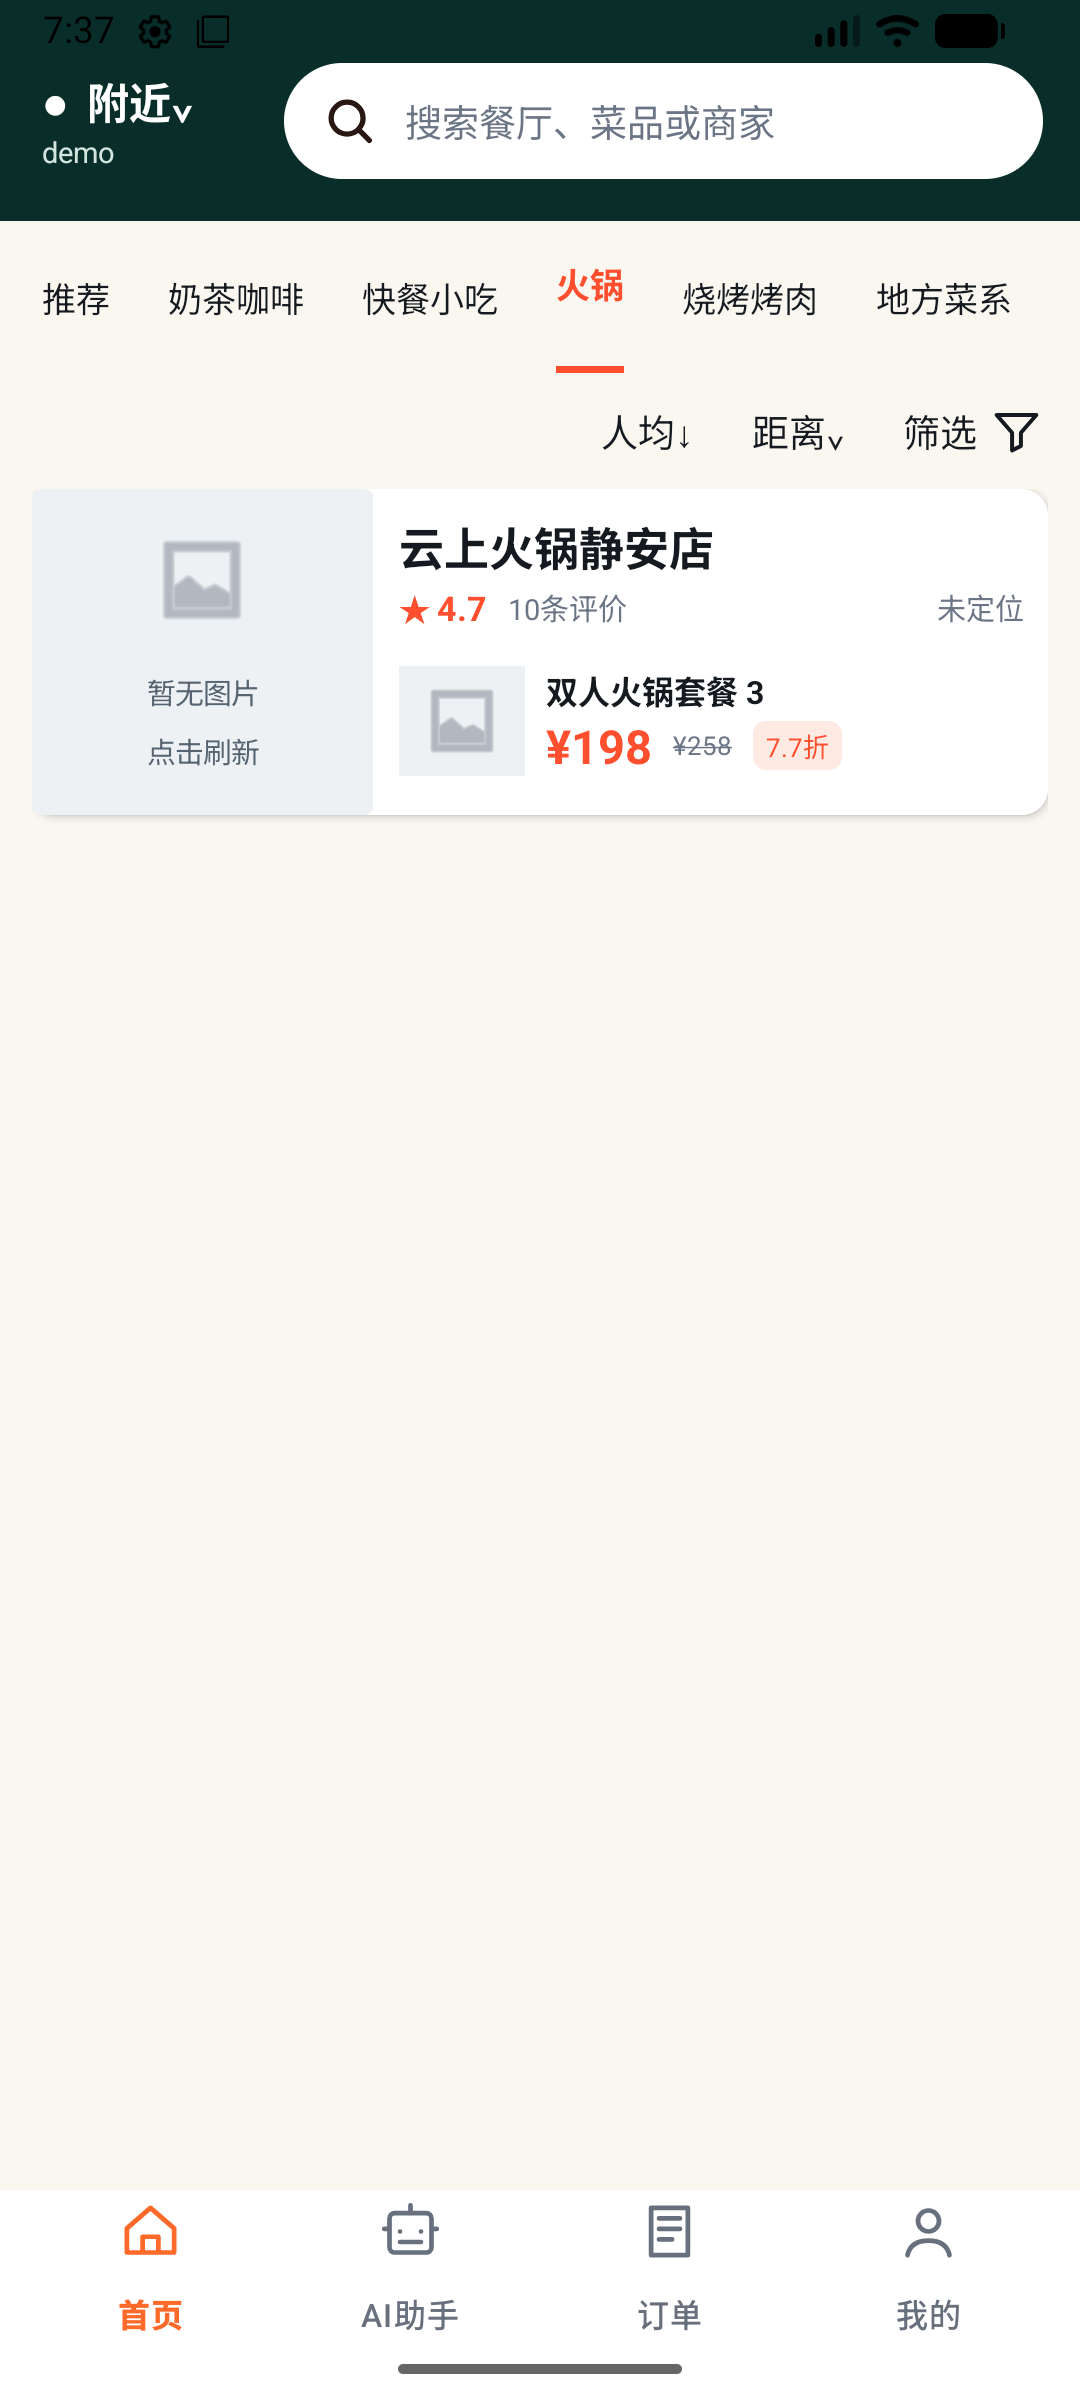 7:37
附近
demo
搜索餐厅、菜品或商家
推荐 奶茶咖啡 快餐小吃 火锅 烧烤烤肉 地方菜系
人均↓ 距离 筛选
云上火锅静安店
★ 4.7 10条评价 未定位
暂无图片
点击刷新
双人火锅套餐 3
¥198 ¥258 7.7折
首页 AI助手 订单 我的